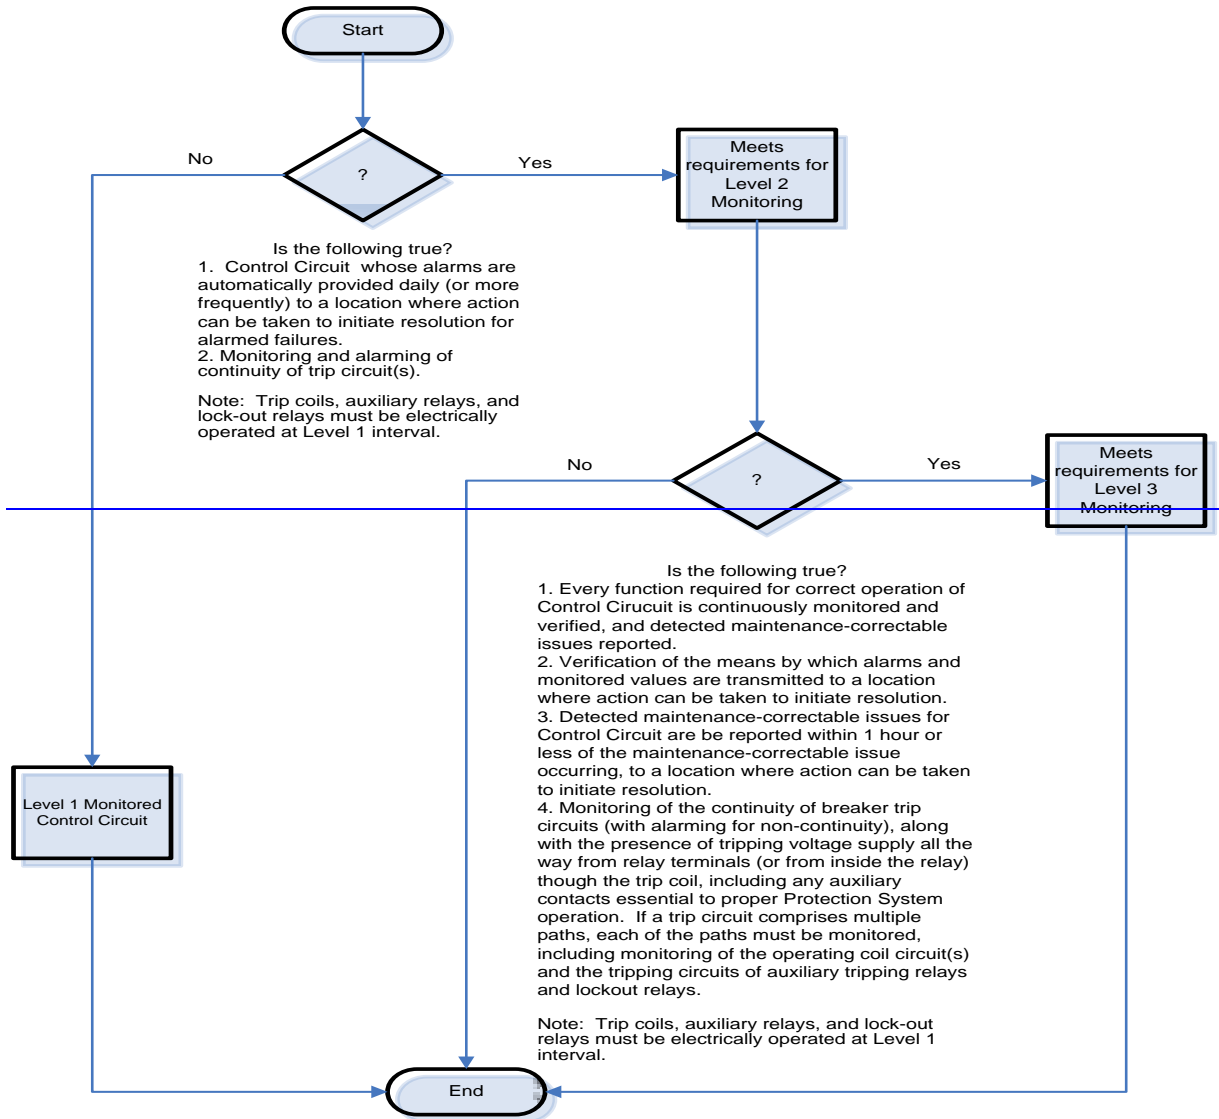 Start
No
Yes
?
Meets
requirements for
Level 2
Monitoring
Is the following true?
1.  Control Circuit  whose alarms are
automatically provided daily (or more
frequently) to a location where action
can be taken to initiate resolution for
alarmed failures.
2. Monitoring and alarming of
continuity of trip circuit(s).
Note:  Trip coils, auxiliary relays, and
lock-out relays must be electrically
operated at Level 1 interval.
No
Yes
?
Meets
requirements for
Level 3
Monitoring
Is the following true?
1. Every function required for correct operation of
Control Cirucuit is continuously monitored and
verified, and detected maintenance-correctable
issues reported.
2. Verification of the means by which alarms and
monitored values are transmitted to a location
where action can be taken to initiate resolution.
3. Detected maintenance-correctable issues for
Control Circuit are be reported within 1 hour or
less of the maintenance-correctable issue
occurring, to a location where action can be taken
to initiate resolution.
4. Monitoring of the continuity of breaker trip
circuits (with alarming for non-continuity), along
with the presence of tripping voltage supply all the
way from relay terminals (or from inside the relay)
though the trip coil, including any auxiliary
contacts essential to proper Protection System
operation.  If a trip circuit comprises multiple
paths, each of the paths must be monitored,
including monitoring of the operating coil circuit(s)
and the tripping circuits of auxiliary tripping relays
and lockout relays.
Note:  Trip coils, auxiliary relays, and lock-out
relays must be electrically operated at Level 1
interval.
Level 1 Monitored
Control Circuit
End